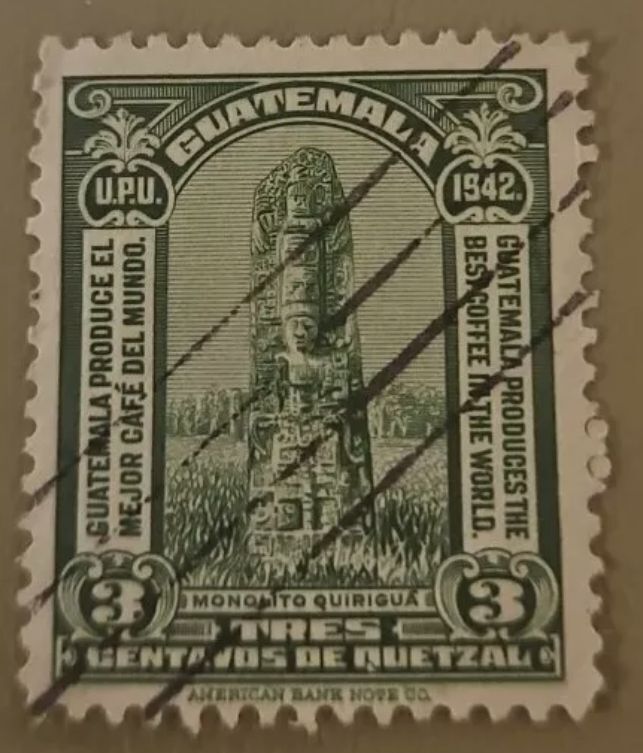 GUATEMALA
U.P.U.
1942.
GUATEMALA PRODUCE EL
MEJOR CAFÉ DEL MUNDO.
GUATEMALA PRODUCES THE
BEST COFFEE IN THE WORLD.
3
3
MONOLITO QUIRIGUA
TRES
CENTAVOS DE QUETZAL
AMERICAN BANK NOTE CO.